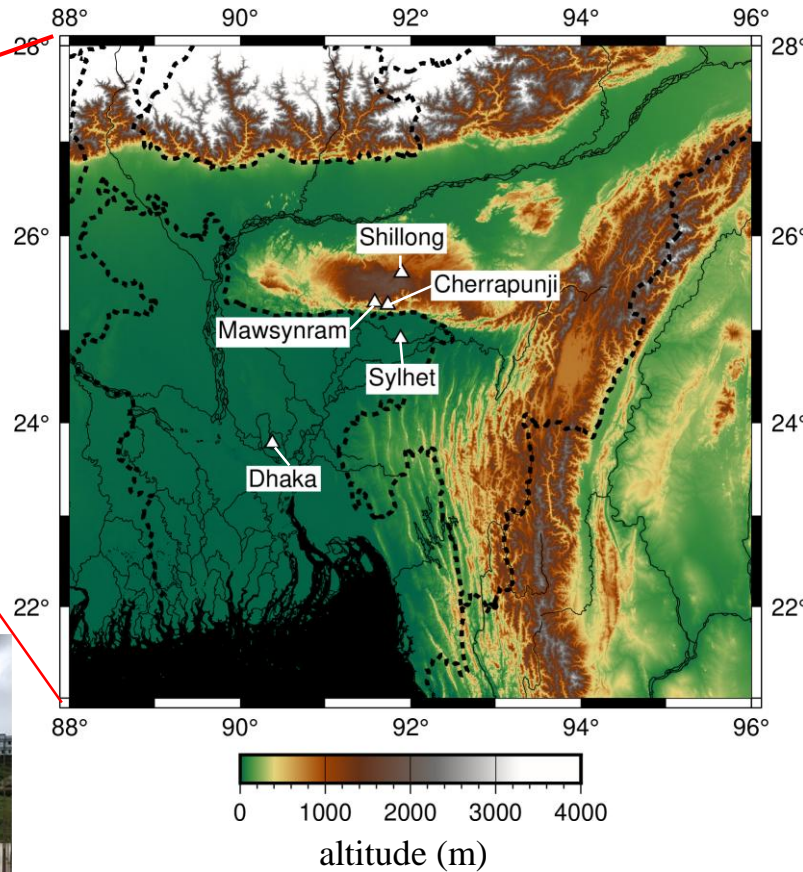 88° 90° 92° 94° 96°
28° 28°
26° 26°
Shillong
Cherrapunji
Mawsynram
Sylhet
24° 24°
Dhaka
22° 22°
88° 90° 92° 94° 96°
0 1000 2000 3000 4000
altitude (m)